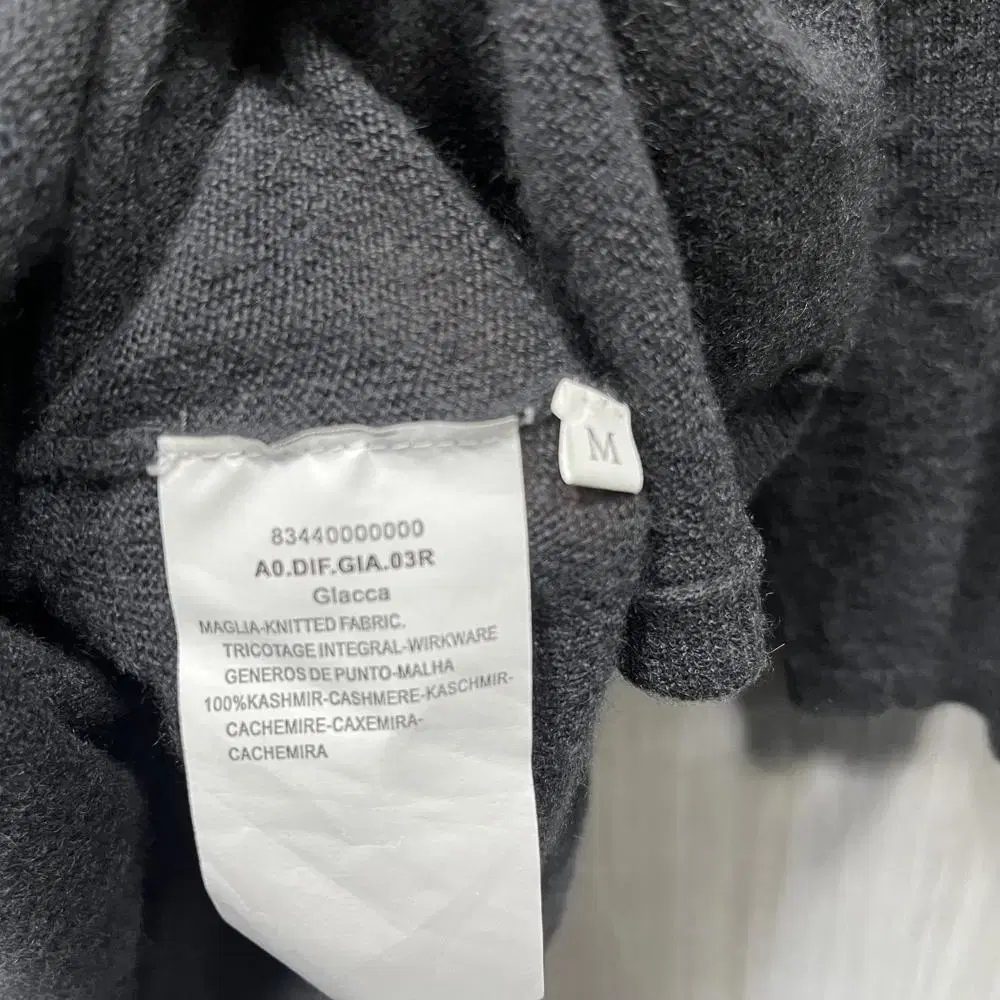 83440000000
A0.DIF.GIA.03R
Giacca
MAGLIA-KNITTED FABRIC.
TRICOTAGE INTEGRAL-WIRKWARE
GENEROS DE PUNTO-MALHA
100%KASHMIR-CASHMERE-KASCHMIR-
CACHEMIRE-CAXEMIRA-
CACHEMIRA
M